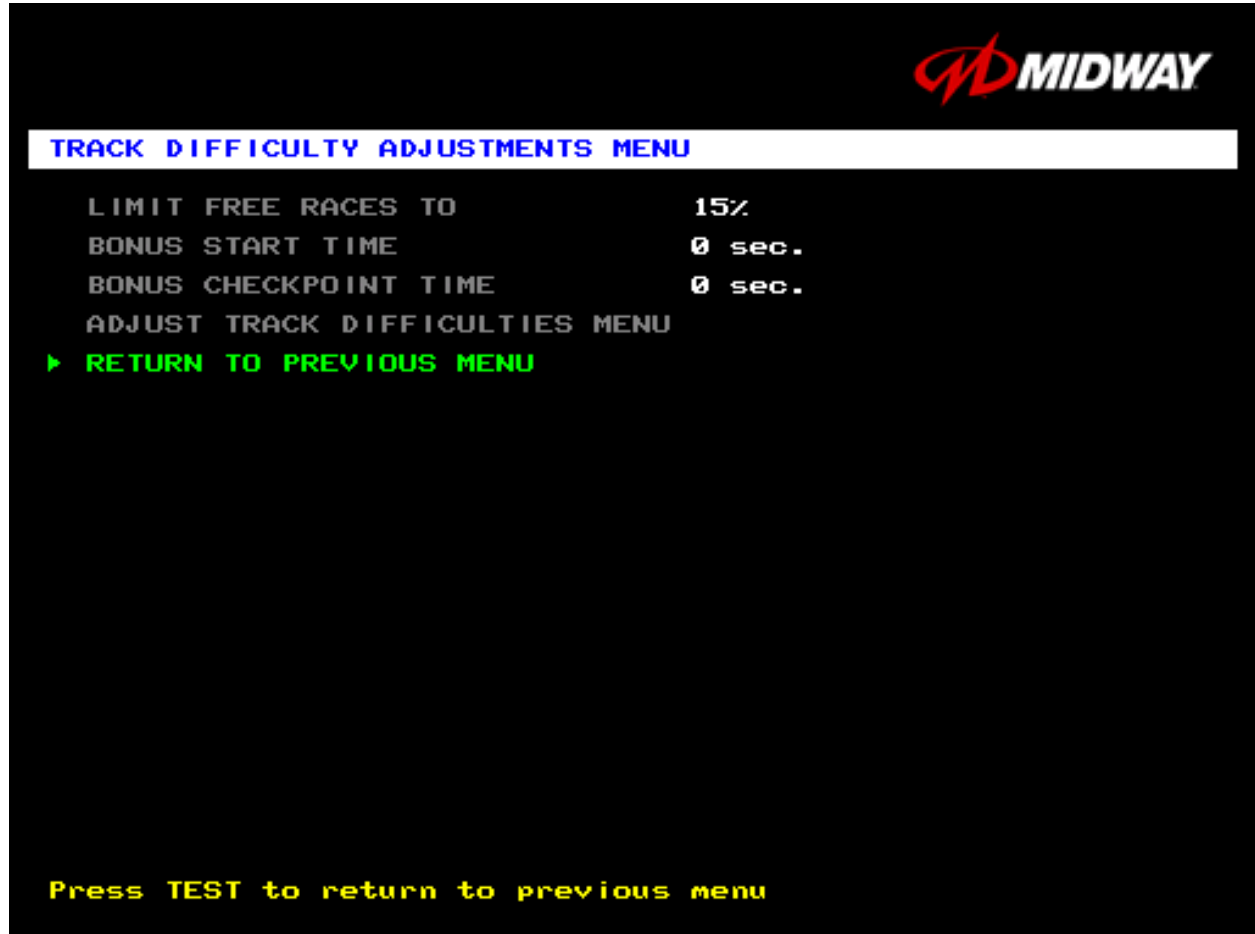 MIDWAY
TRACK DIFFICULTY ADJUSTMENTS MENU
LIMIT FREE RACES TO 15%
BONUS START TIME 0 sec.
BONUS CHECKPOINT TIME 0 sec.
ADJUST TRACK DIFFICULTIES MENU
RETURN TO PREVIOUS MENU
Press TEST to return to previous menu